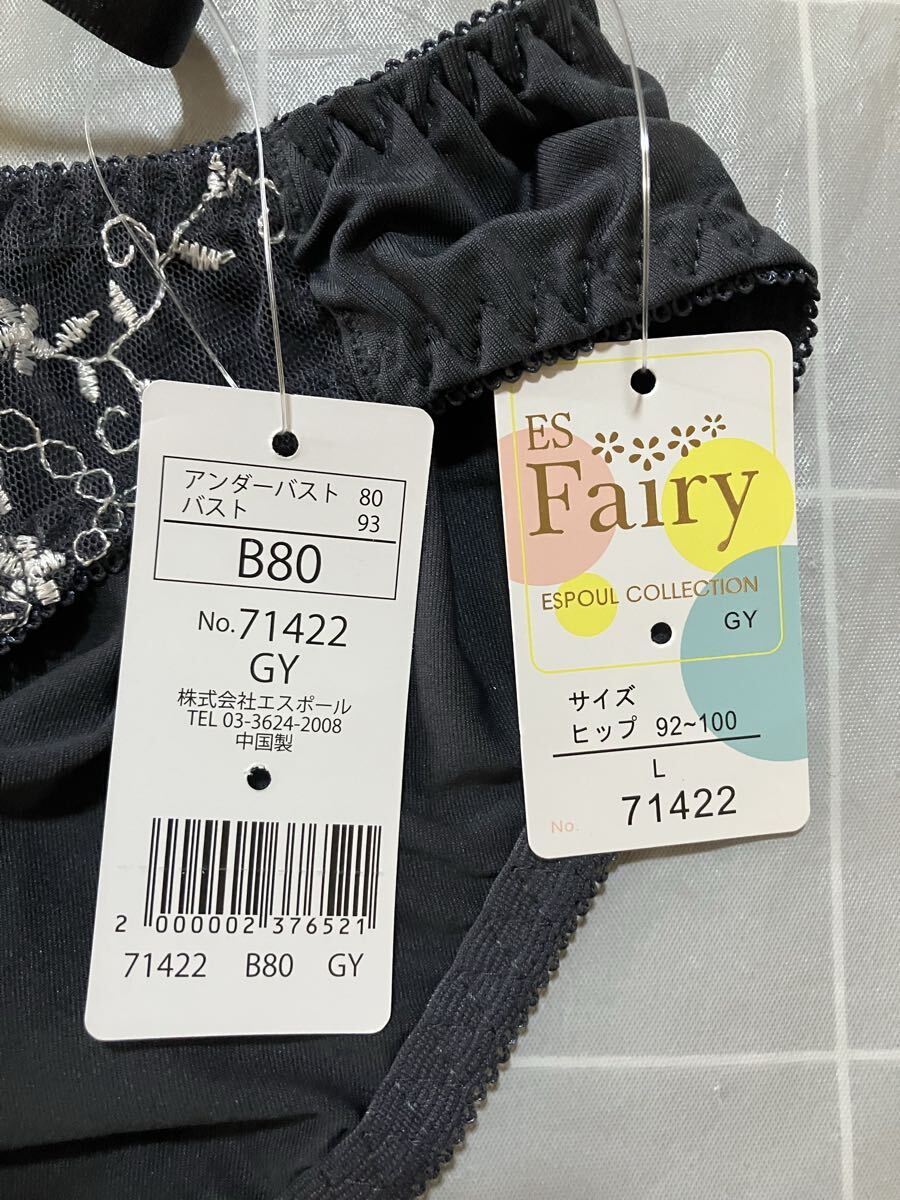 アンダーバスト 80
バスト 93
B80
No.71422
GY
株式会社エスポール
TEL 03-3624-2008
中国製
2 000002 376521
71422 B80 GY
ES
Fairy
ESPOUL COLLECTION
GY
サイズ
ヒップ 92~100
L
No. 71422